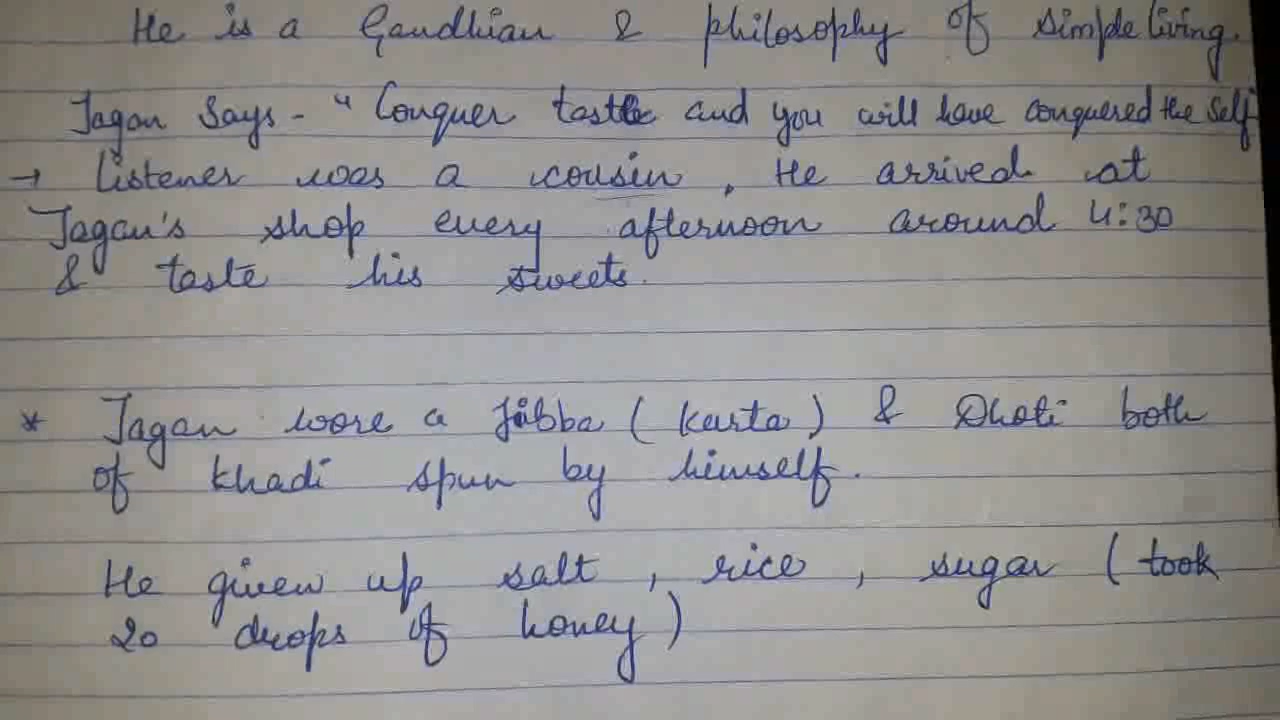 He is a Gandhian & philosophy of simple living.
Jagan Says - "Conquer taste and you will have conquered the self
→ listener was a cousin, He arrived at
Jagan's shop every afternoon around 4:30
& taste his sweets.
* Jagan wore a Jibba (Kurta) & Dhoti both
of khadi spun by himself.
He given up salt, rice, sugar (took
20 drops of honey)